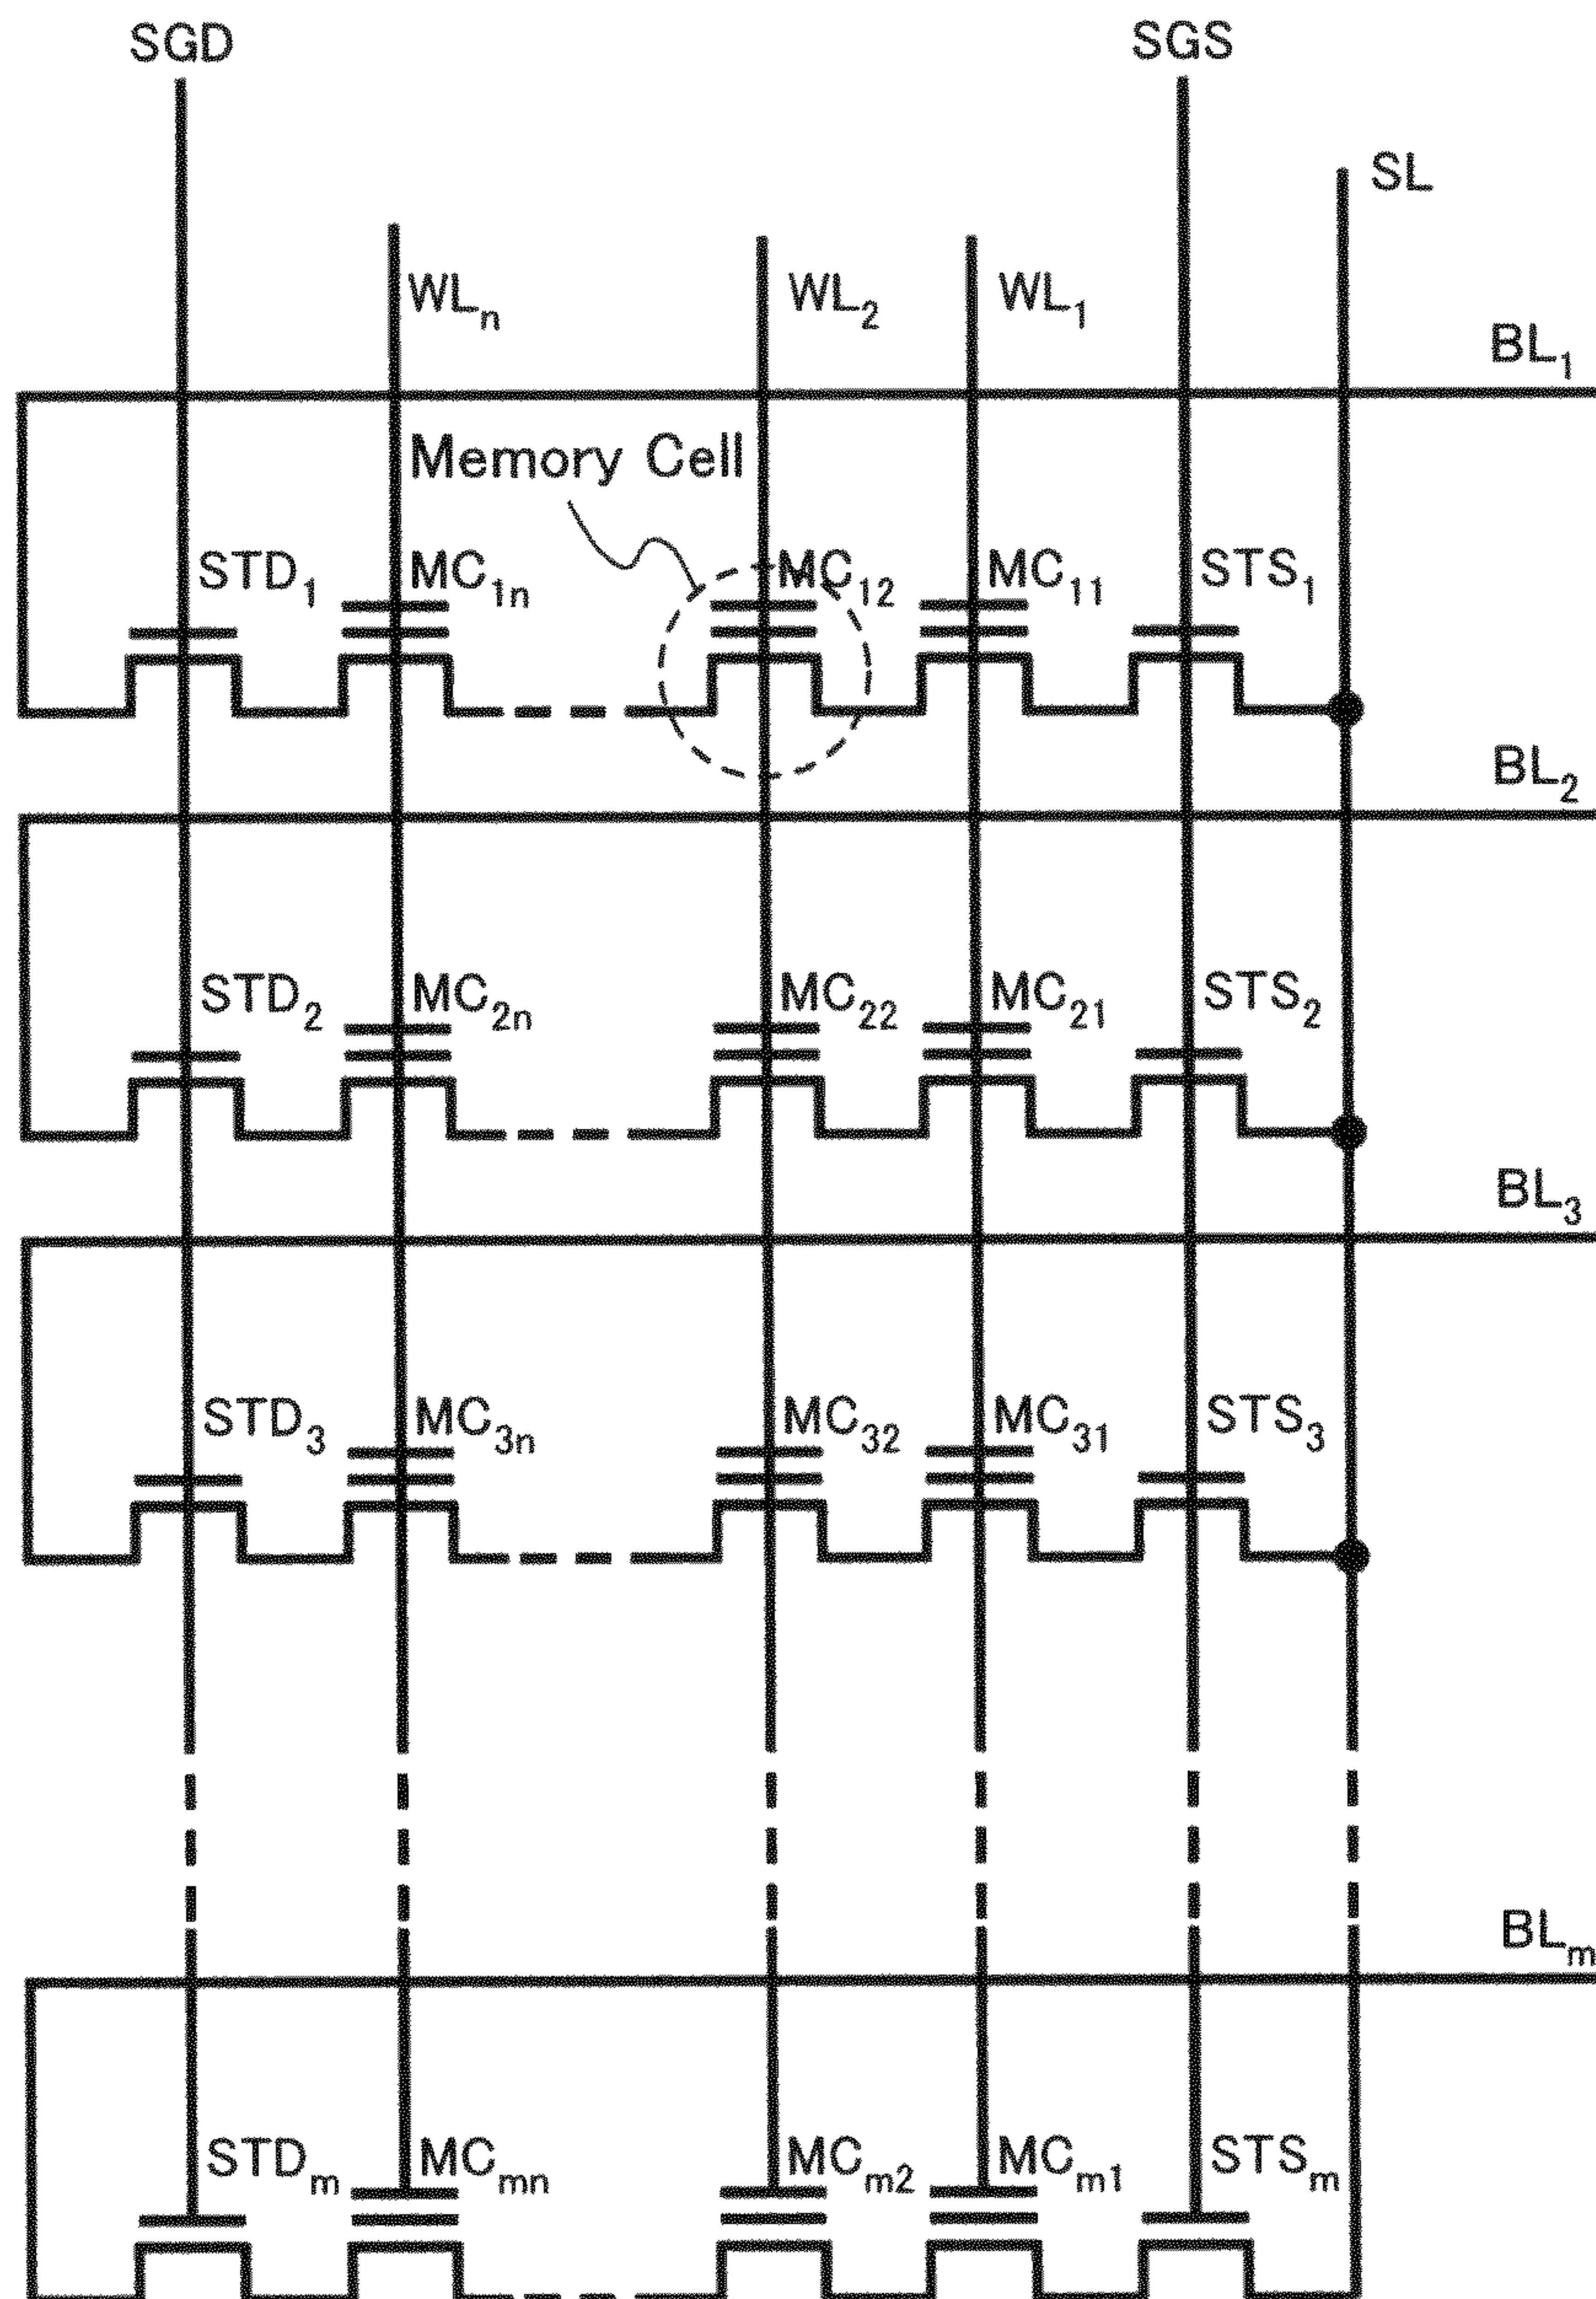 SGD
SGS
SL
WLn
WL2
WL1
BL1
Memory Cell
STD1
MC1n
MC12
MC11
STS1
BL2
STD2
MC2n
MC22
MC21
STS2
BL3
STD3
MC3n
MC32
MC31
STS3
BLm
STDm
MCmn
MCm2
MCm1
STSm